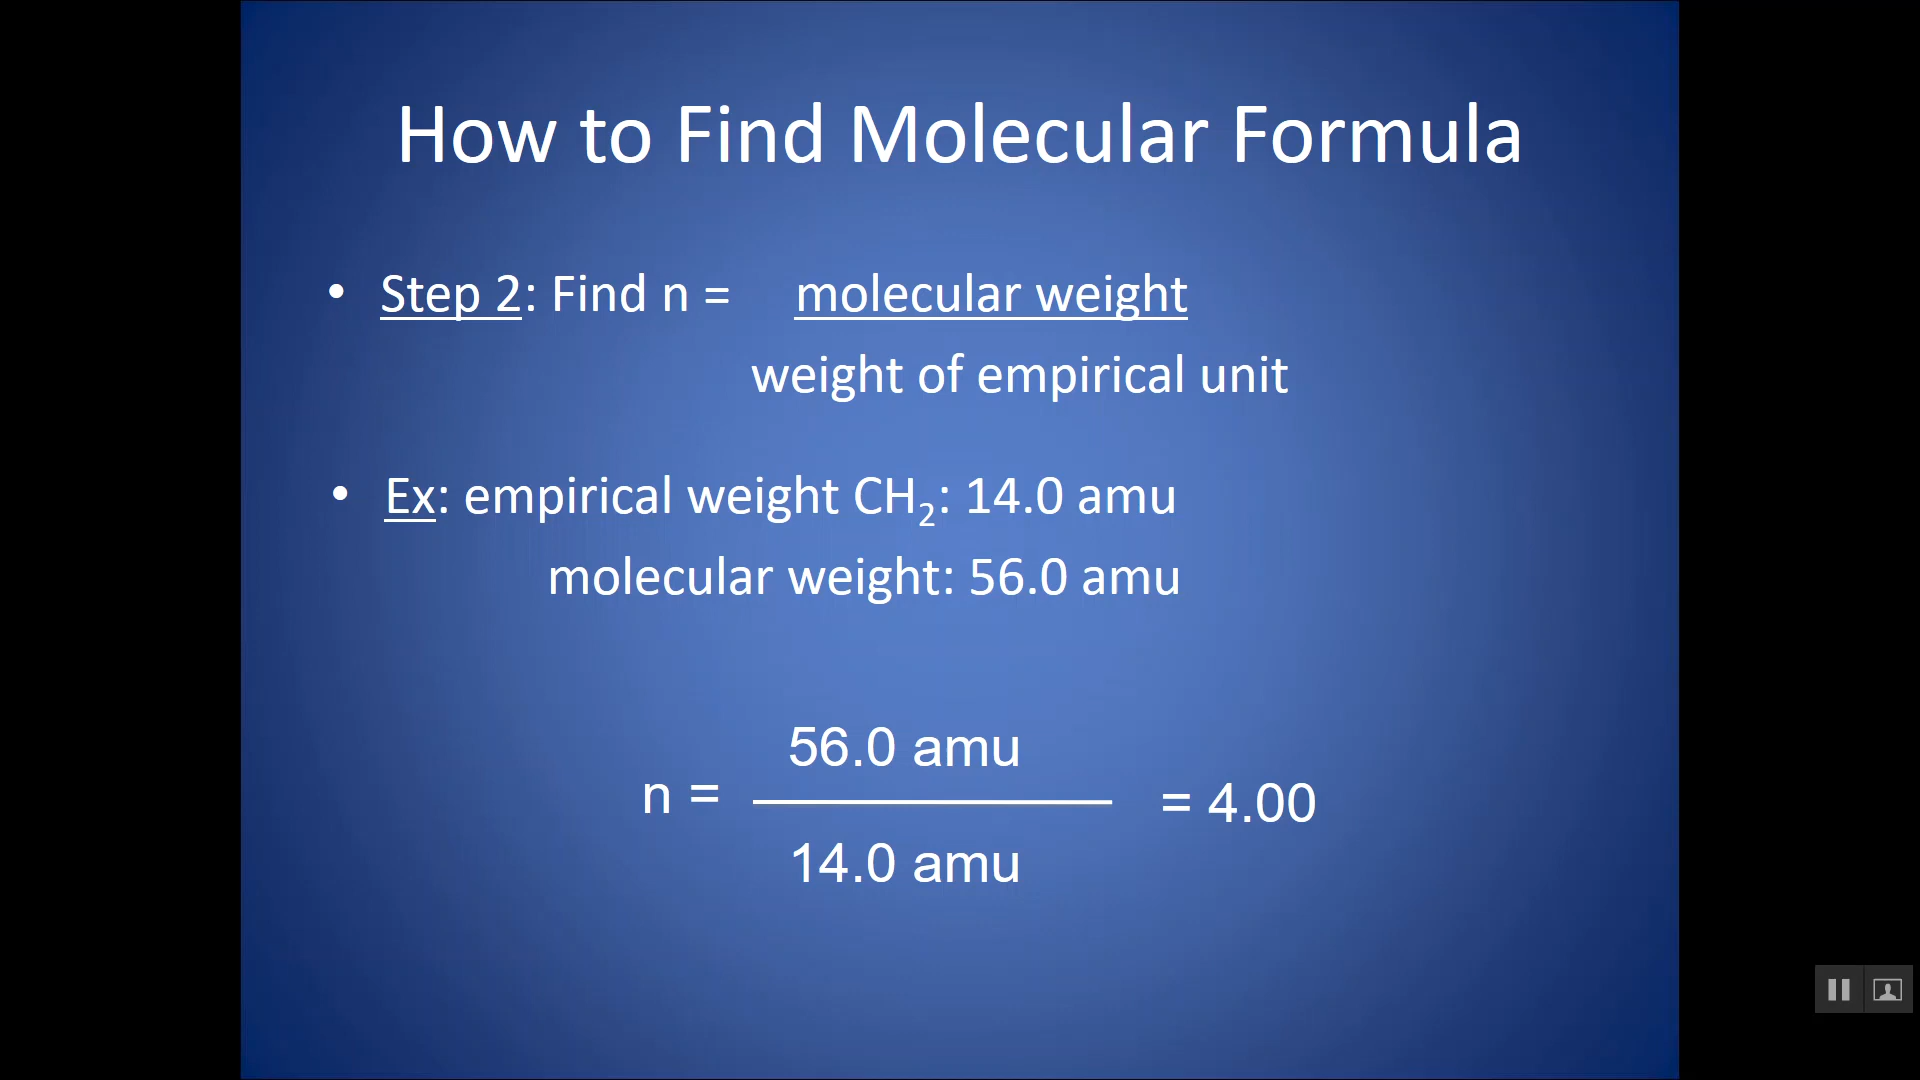 How to Find Molecular Formula
• Step 2: Find n = molecular weight
weight of empirical unit
• Ex: empirical weight CH₂: 14.0 amu
molecular weight: 56.0 amu
56.0 amu
n = = 4.00
14.0 amu